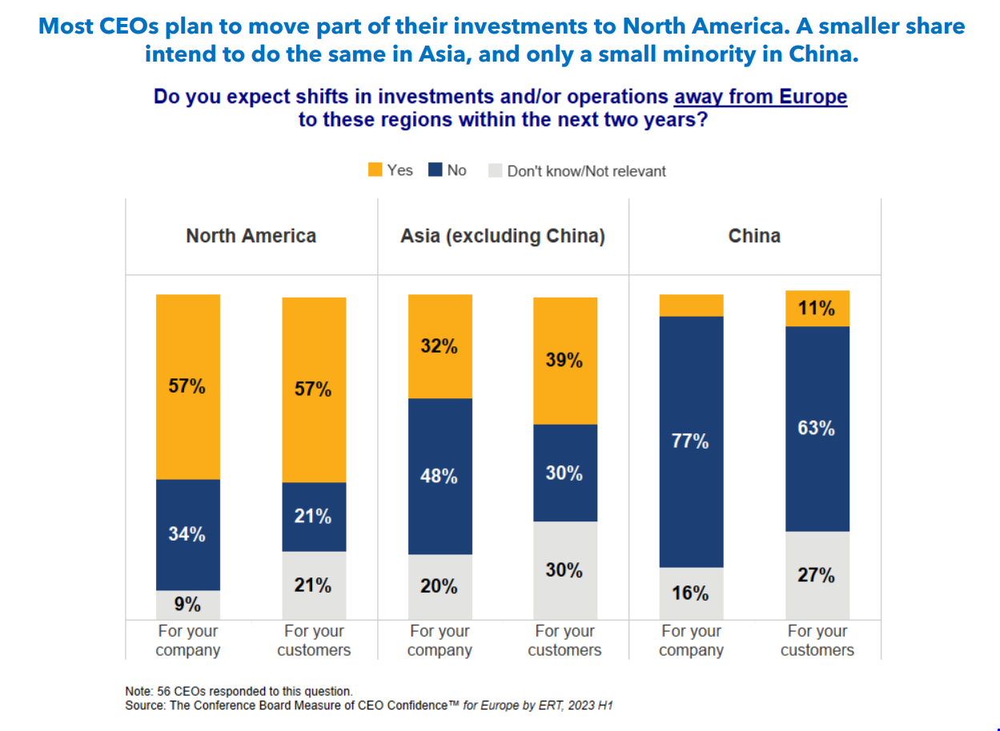 Most CEOs plan to move part of their investments to North America. A smaller share
intend to do the same in Asia, and only a small minority in China.
Do you expect shifts in investments and/or operations away from Europe
to these regions within the next two years?
Yes No Don't know/Not relevant
North America Asia (excluding China) China
57% 57% 32% 39% 11%
34% 21% 48% 30% 77% 63%
9% 21% 20% 30% 16% 27%
For your For your For your For your For your For your
company customers company customers company customers
Note: 56 CEOs responded to this question.
Source: The Conference Board Measure of CEO Confidence™ for Europe by ERT, 2023 H1